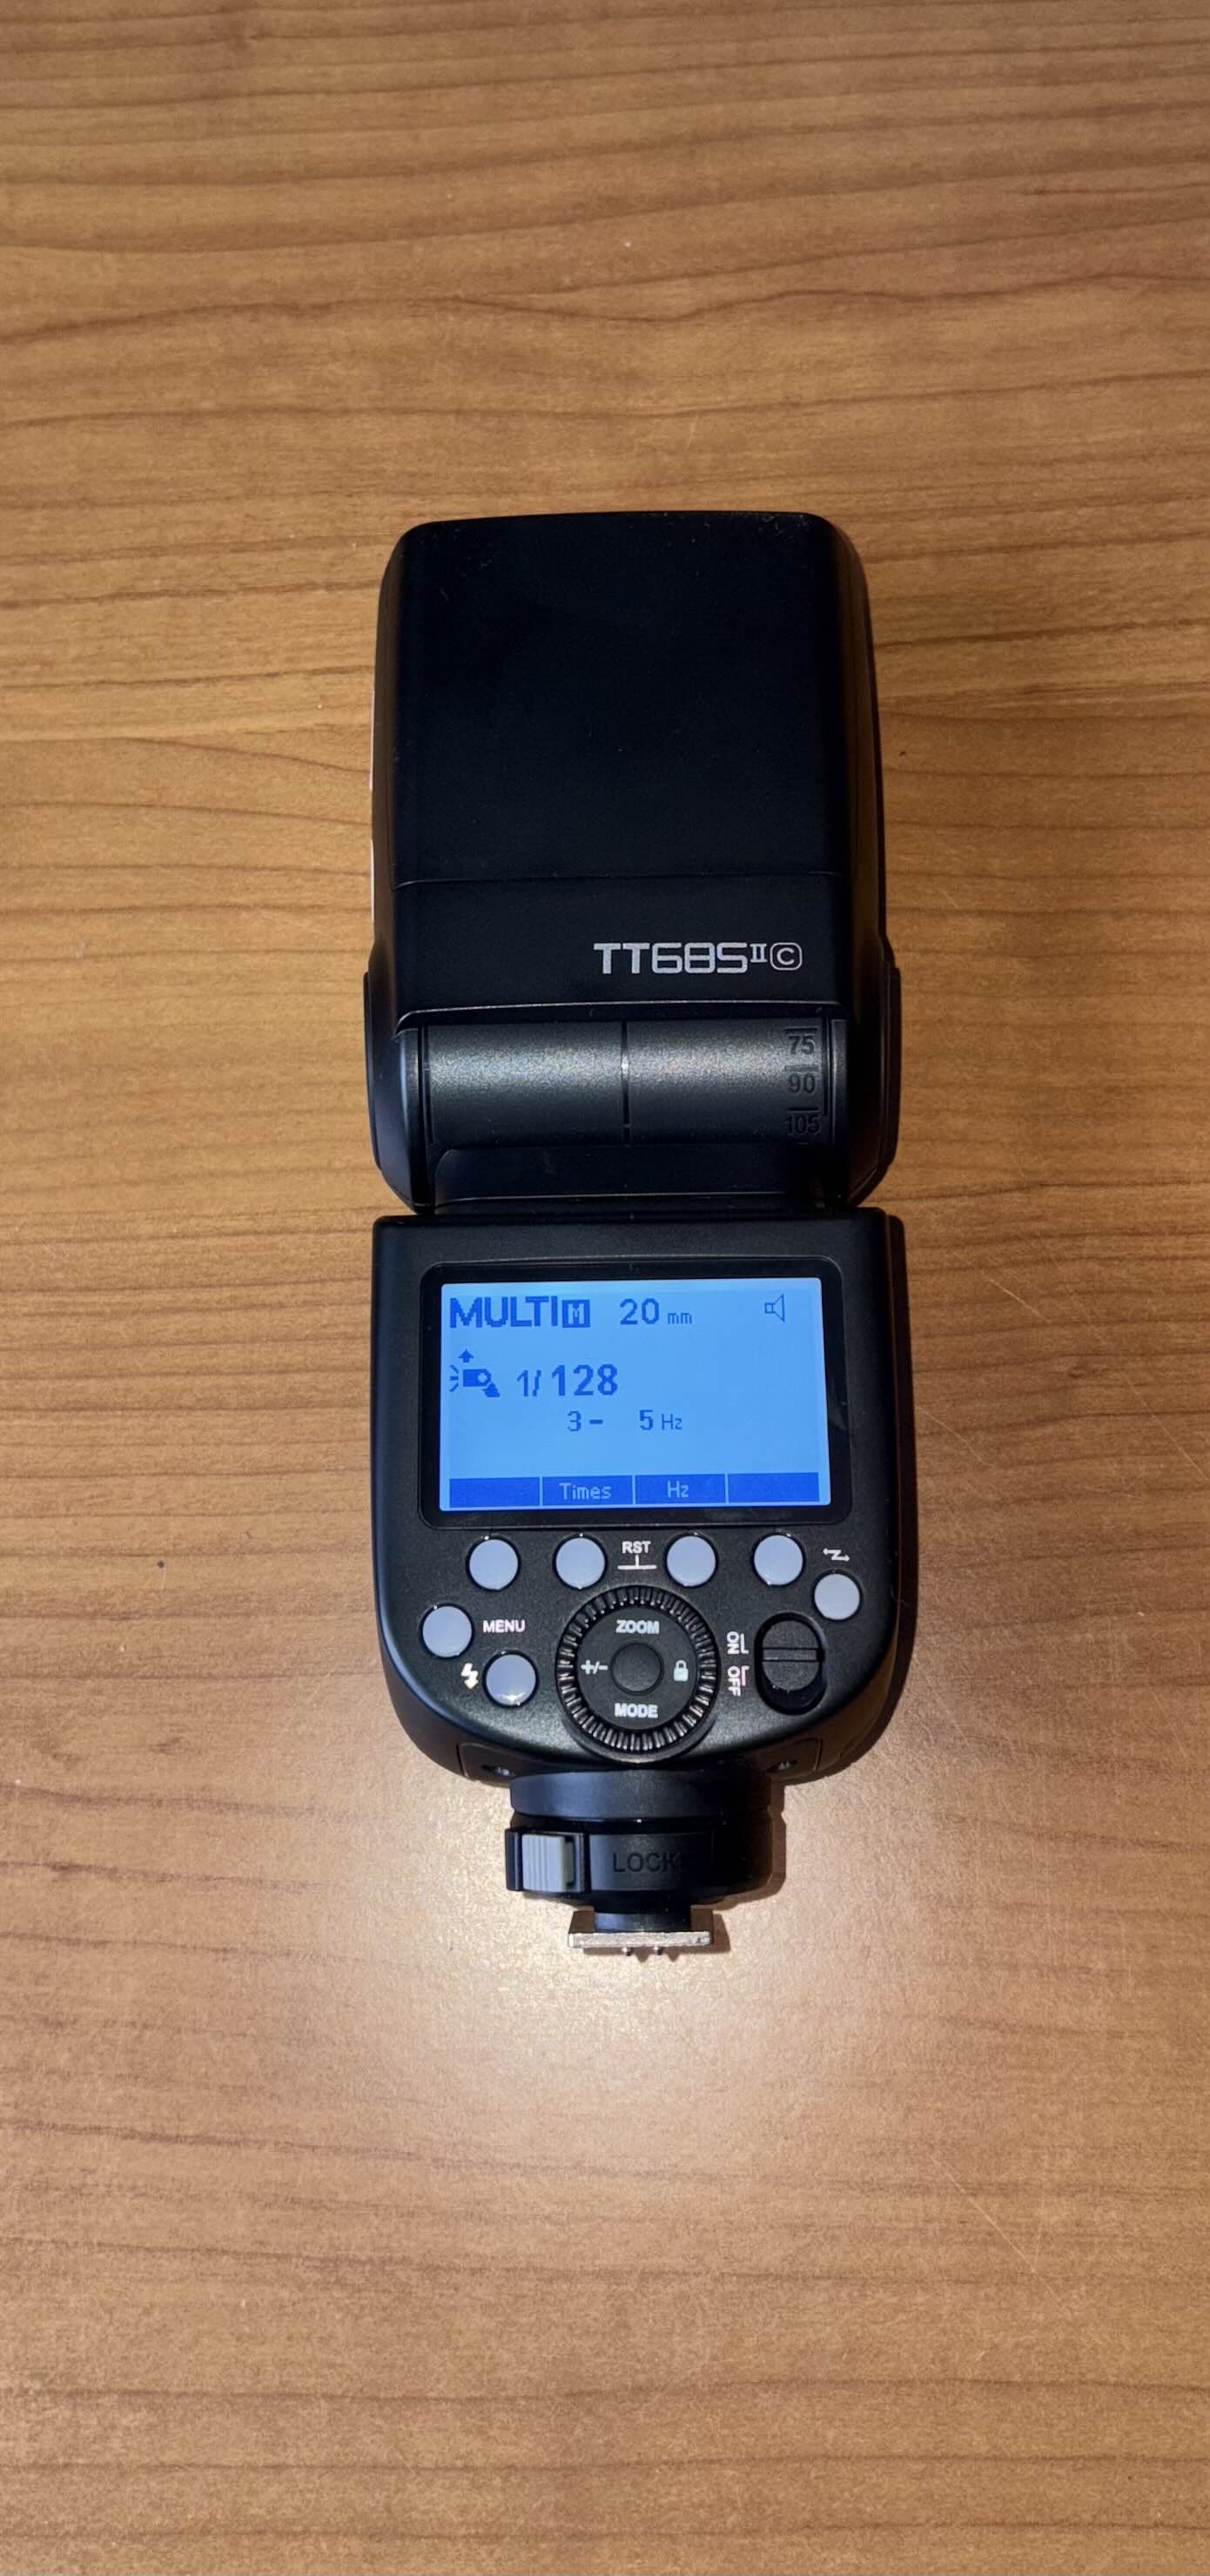 TT685IIC
75
90
105
MULTI M 20 mm
1/128
3- 5 Hz
Times Hz
RST
MENU
ZOOM
+/-
MODE
ON
OFF
LOCK